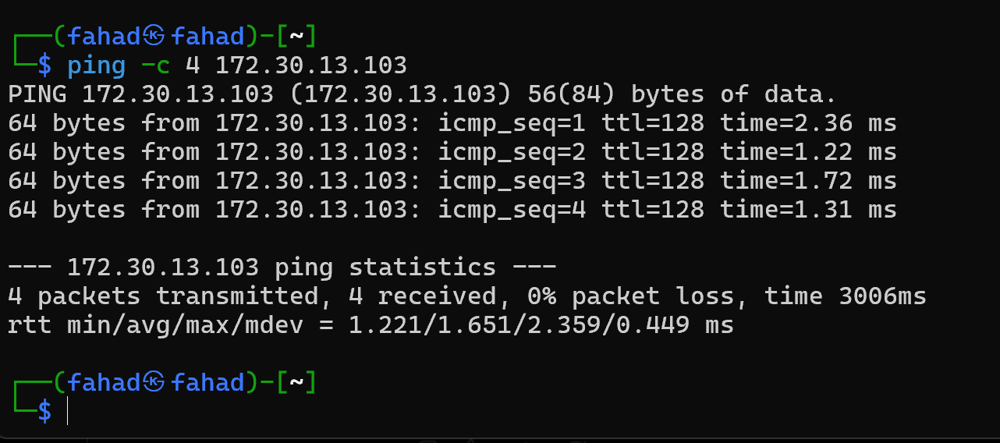 ┌──(fahad㉿fahad)-[~]
└─$ ping -c 4 172.30.13.103
PING 172.30.13.103 (172.30.13.103) 56(84) bytes of data.
64 bytes from 172.30.13.103: icmp_seq=1 ttl=128 time=2.36 ms
64 bytes from 172.30.13.103: icmp_seq=2 ttl=128 time=1.22 ms
64 bytes from 172.30.13.103: icmp_seq=3 ttl=128 time=1.72 ms
64 bytes from 172.30.13.103: icmp_seq=4 ttl=128 time=1.31 ms
--- 172.30.13.103 ping statistics ---
4 packets transmitted, 4 received, 0% packet loss, time 3006ms
rtt min/avg/max/mdev = 1.221/1.651/2.359/0.449 ms
┌──(fahad㉿fahad)-[~]
└─$